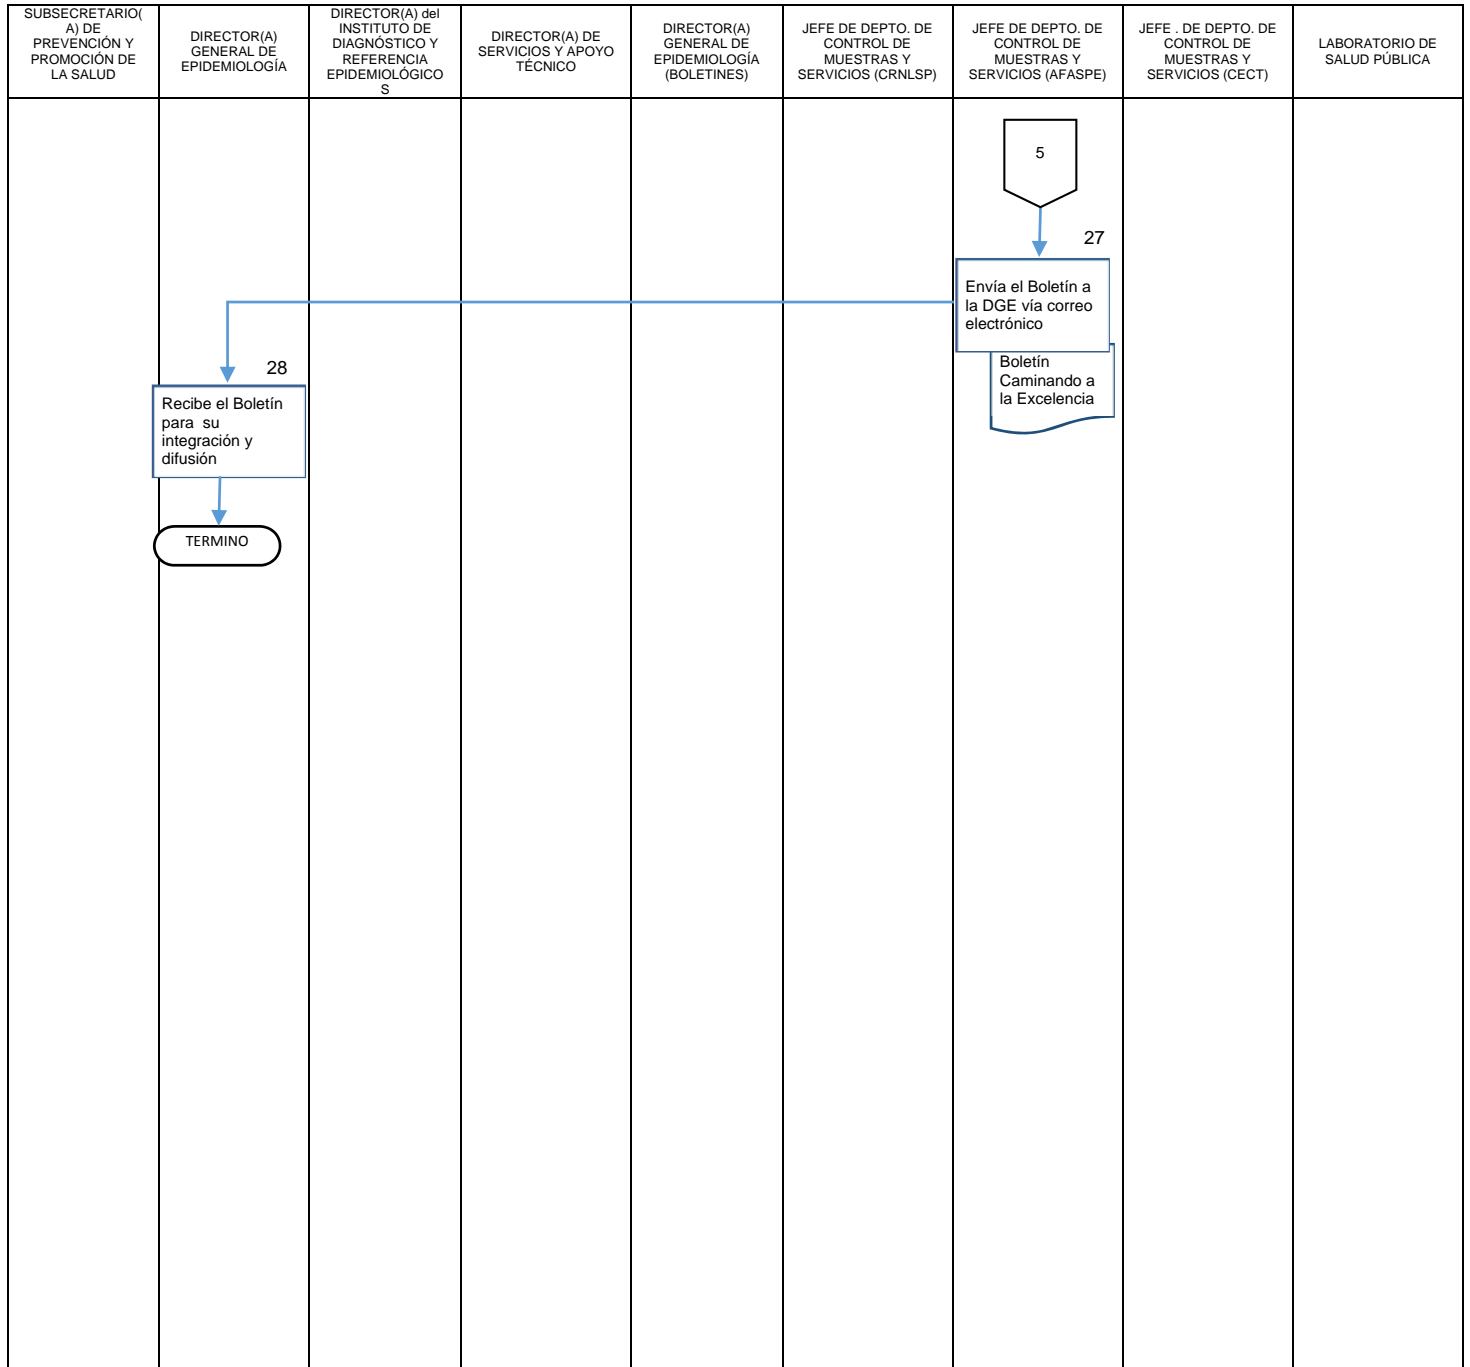 SUBSECRETARIO(
A) DE
PREVENCIÓN Y
PROMOCIÓN DE
LA SALUD
DIRECTOR(A)
GENERAL DE
EPIDEMIOLOGÍA
DIRECTOR(A) del
INSTITUTO DE
DIAGNÓSTICO Y
REFERENCIA
EPIDEMIOLÓGICO
S
DIRECTOR(A) DE
SERVICIOS Y APOYO
TÉCNICO
DIRECTOR(A)
GENERAL DE
EPIDEMIOLOGÍA
(BOLETINES)
JEFE DE DEPTO. DE
CONTROL DE
MUESTRAS Y
SERVICIOS (CRNLSP)
JEFE DE DEPTO. DE
CONTROL DE
MUESTRAS Y
SERVICIOS (AFASPE)
JEFE . DE DEPTO. DE
CONTROL DE
MUESTRAS Y
SERVICIOS (CECT)
LABORATORIO DE
SALUD PÚBLICA
5
27
Envía el Boletín a
la DGE vía correo
electrónico
Boletín
Caminando a
la Excelencia
28
Recibe el Boletín
para su
integración y
difusión
TERMINO